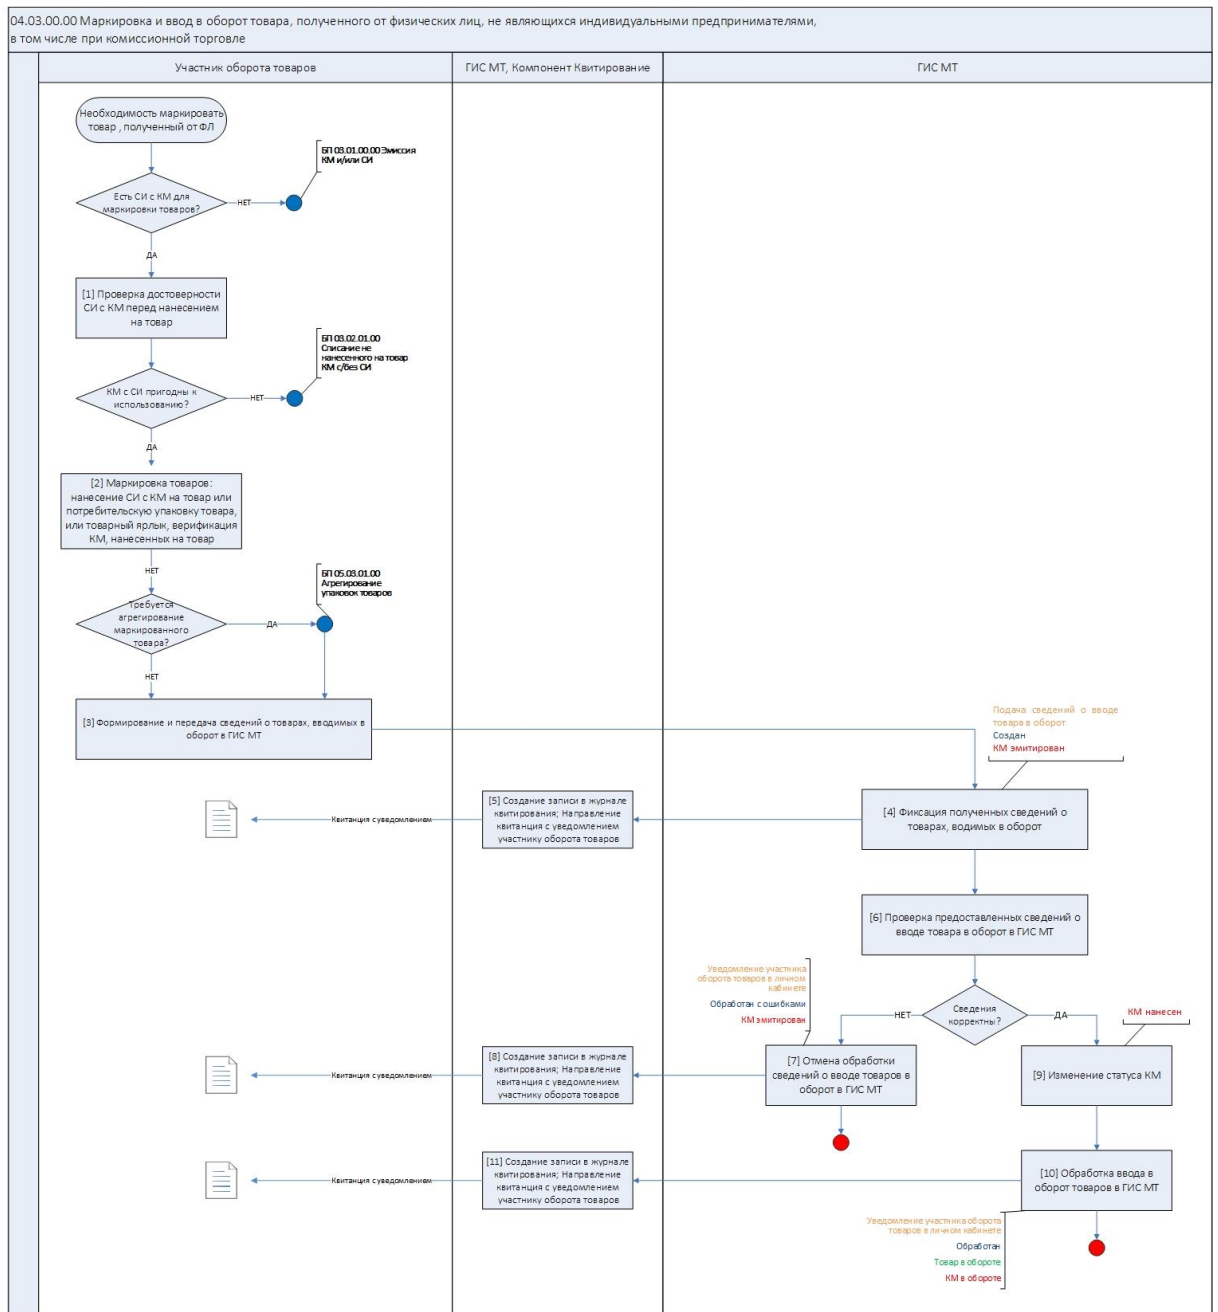 04.03.00.00 Маркировка и ввод в оборот товара, полученного от физических лиц, не являющихся индивидуальными предпринимателями,
в том числе при комиссионной торговле
Участник оборота товаров
ГИС МТ, Компонент Квитирование
ГИС МТ
Необходимость маркировать
товар , полученный от ФЛ
БП 03.01.00.00 Эмиссия
КМ и/или СИ
Есть СИ с КМ для
маркировки товаров?
НЕТ
ДА
[1] Проверка достоверности
СИ с КМ перед нанесением
на товар
БП 03.02.01.00
Списание не
нанесенного на товар
КМ с/без СИ
КМ с СИ пригодны к
использованию?
НЕТ
ДА
[2] Маркировка товаров:
нанесение СИ с КМ на товар или
потребительскую упаковку товара,
или товарный ярлык, верификация
КМ, нанесенных на товар
НЕТ
БП 05.03.01.00
Агрегирование
упаковок товаров
Требуется
агрегирование
маркированного
товара?
ДА
НЕТ
[3] Формирование и передача сведений о товарах, вводимых в
оборот в ГИС МТ
Подача сведений о вводе
товара в оборот
Создан
КМ эмитирован
[4] Фиксация полученных сведений о
товарах, водимых в оборот
[5] Создание записи в журнале
квитирования; Направление
квитанция с уведомлением
участнику оборота товаров
Квитанция с уведомлением
[6] Проверка предоставленных сведений о
вводе товара в оборот в ГИС МТ
Уведомление участника
оборота товаров в личном
кабинете
Обработан с ошибками
КМ эмитирован
Сведения
корректны?
НЕТ
ДА
КМ нанесен
[7] Отмена обработки
сведений о вводе товаров в
оборот в ГИС МТ
[9] Изменение статуса КМ
[8] Создание записи в журнале
квитирования; Направление
квитанция с уведомлением
участнику оборота товаров
Квитанция с уведомлением
[10] Обработка ввода в
оборот товаров в ГИС МТ
[11] Создание записи в журнале
квитирования; Направление
квитанция с уведомлением
участнику оборота товаров
Квитанция с уведомлением
Уведомление участника оборота
товаров в личном кабинете
Обработан
Товар в обороте
КМ в обороте